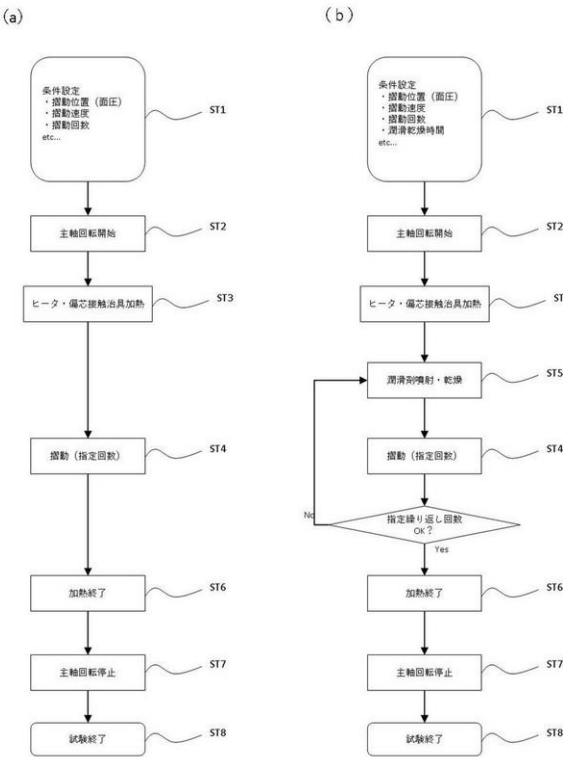 (a)
条件設定
・摺動位置（面圧）
・摺動速度
・摺動回数
etc...
ST1
主軸回転開始
ST2
ヒータ・偏芯接触治具加熱
ST3
摺動（指定回数）
ST4
加熱終了
ST6
主軸回転停止
ST7
試験終了
ST8
(b)
条件設定
・摺動位置（面圧）
・摺動速度
・摺動回数
・潤滑乾燥時間
etc...
ST1
主軸回転開始
ST2
ヒータ・偏芯接触治具加熱
ST
潤滑剤噴射・乾燥
ST5
摺動（指定回数）
ST4
指定繰り返し回数
OK？
No
Yes
加熱終了
ST6
主軸回転停止
ST7
試験終了
ST8